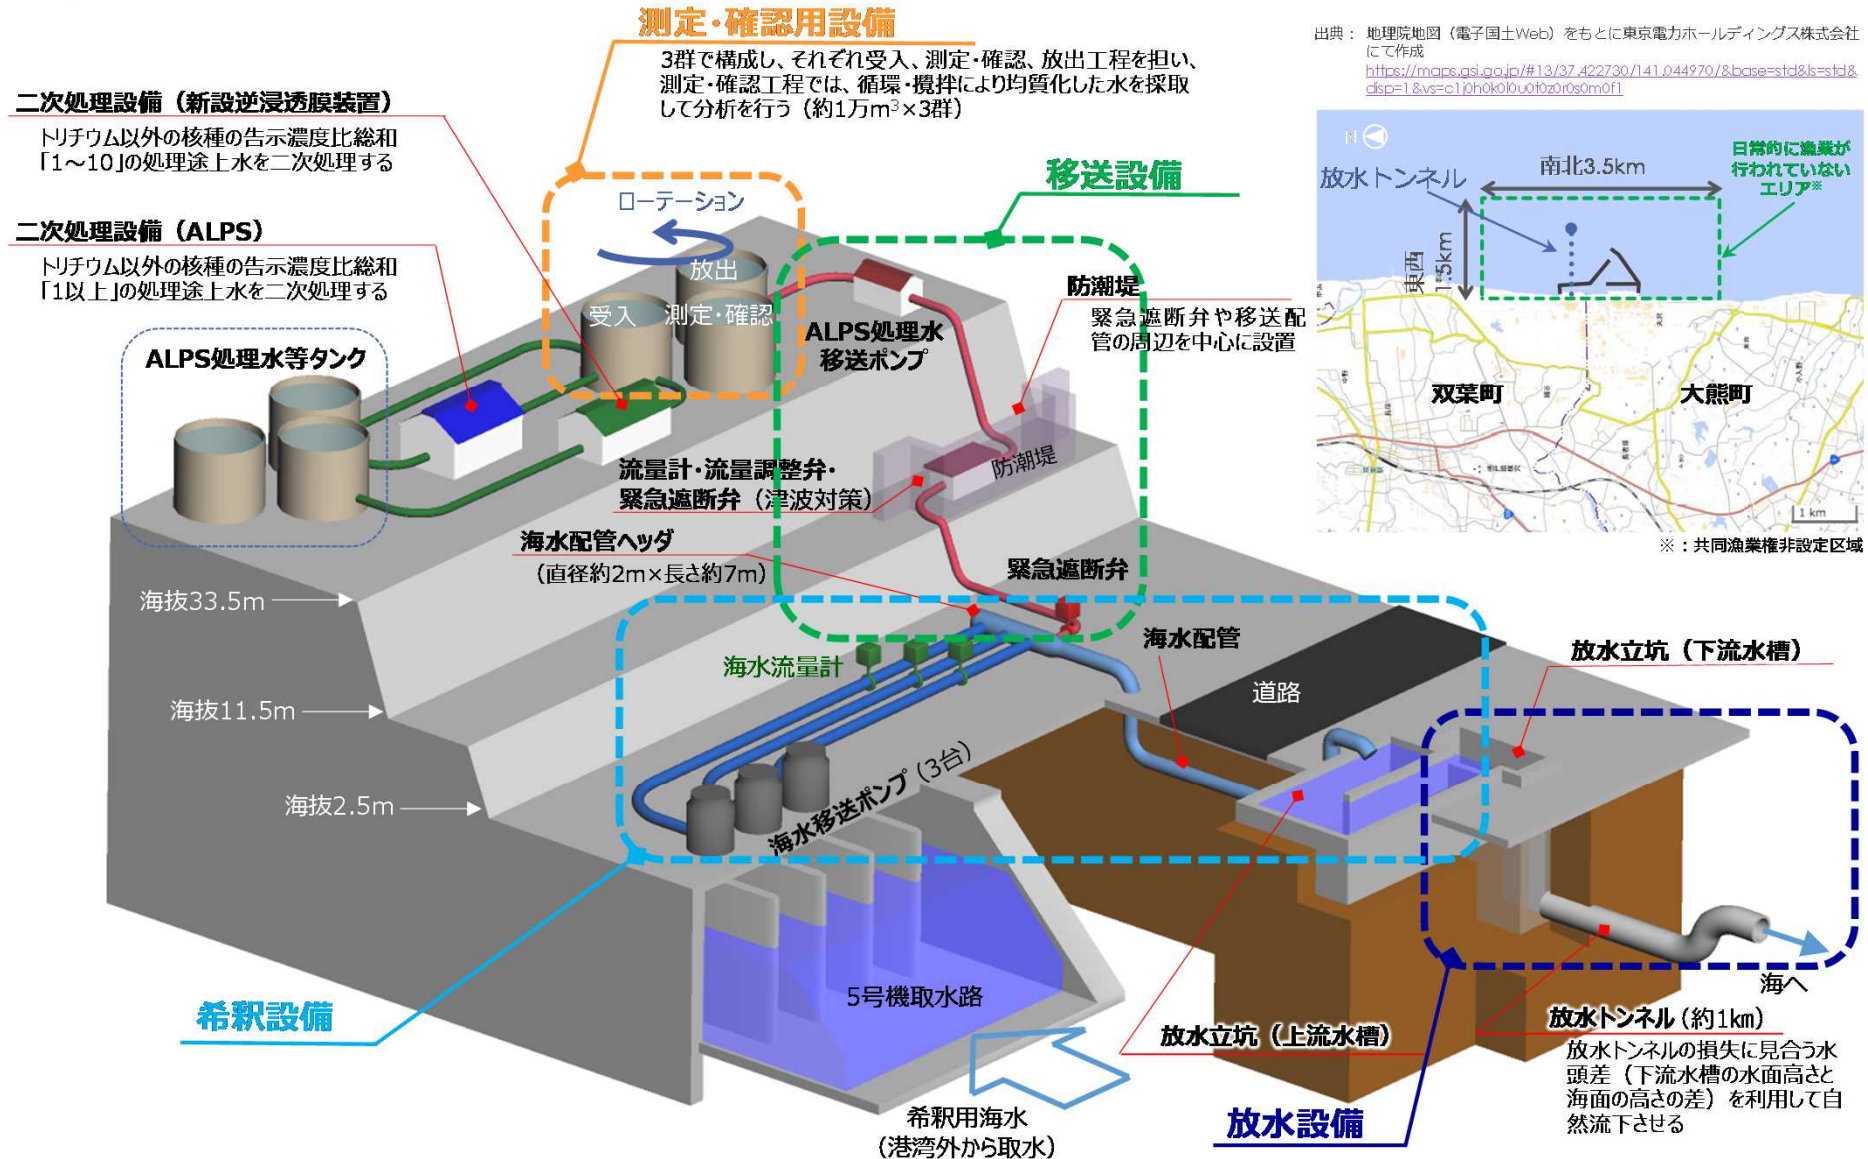 測定・確認用設備
3群で構成し、それぞれ受入、測定・確認、放出工程を担い、
測定・確認工程では、循環・攪拌により均質化した水を採取
して分析を行う（約1万m³×3群）
出典： 地理院地図（電子国土Web）をもとに東京電力ホールディングス株式会社
にて作成
https://maps.gsi.go.jp/#13/37.422730/141.044970/&base=std&ls=std&
disp=1&vs=c1j0h0k0l0u0t0z0r0s0m0f1
二次処理設備（新設逆浸透膜装置）
トリチウム以外の核種の告示濃度比総和
「1～10」の処理途上水を二次処理する
二次処理設備（ALPS）
トリチウム以外の核種の告示濃度比総和
「1以上」の処理途上水を二次処理する
ALPS処理水等タンク
ローテーション
放出
受入
測定・確認
移送設備
ALPS処理水
移送ポンプ
防潮堤
緊急遮断弁や移送配
管の周辺を中心に設置
防潮堤
流量計・流量調整弁・
緊急遮断弁（津波対策）
海水配管ヘッダ
（直径約2m×長さ約7m）
緊急遮断弁
N
放水トンネル
南北3.5km
東西
1.5km
日常的に漁業が
行われていない
エリア※
双葉町
大熊町
1 km
※：共同漁業権非設定区域
海抜33.5m
海抜11.5m
海抜2.5m
海水流量計
海水配管
道路
放水立坑（下流水槽）
海水移送ポンプ（3台）
5号機取水路
希釈設備
希釈用海水
（港湾外から取水）
放水立坑（上流水槽）
放水設備
海へ
放水トンネル（約1km）
放水トンネルの損失に見合う水
頭差（下流水槽の水面高さと
海面の高さの差）を利用して自
然流下させる